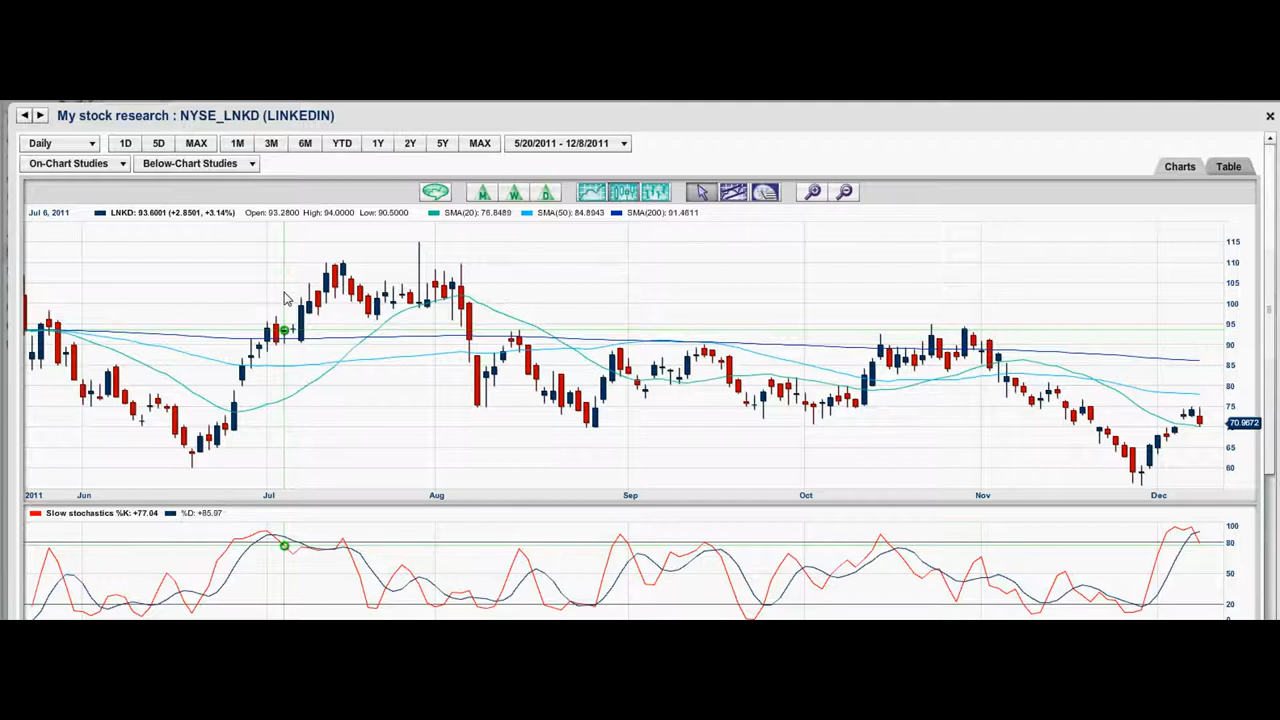 My stock research : NYSE_LNKD (LINKEDIN)
Daily 1D 5D MAX 1M 3M 6M YTD 1Y 2Y 5Y MAX 5/20/2011 - 12/8/2011
On-Chart Studies Below-Chart Studies Charts Table
M W D
Jul 6, 2011 LNKD: 93.6001 (+2.8501, +3.14%) Open: 93.2800 High: 94.0000 Low: 90.5000 SMA(20): 76.8489 SMA(50): 84.8943 SMA(200): 91.4611
115
110
105
100
95
90
85
80
75
70.9672
65
60
2011 Jun Jul Aug Sep Oct Nov Dec
Slow stochastics %K: +77.04 %D: +85.97
100
80
50
20